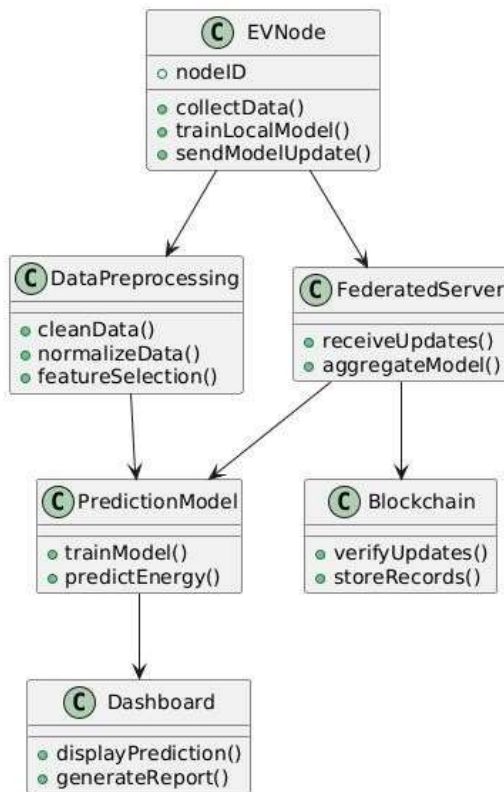 C EVNode
nodeID
collectData()
trainLocalModel()
sendModelUpdate()
C DataPreprocessing
cleanData()
normalizeData()
featureSelection()
C FederatedServer
receiveUpdates()
aggregateModel()
C PredictionModel
trainModel()
predictEnergy()
C Blockchain
verifyUpdates()
storeRecords()
C Dashboard
displayPrediction()
generateReport()